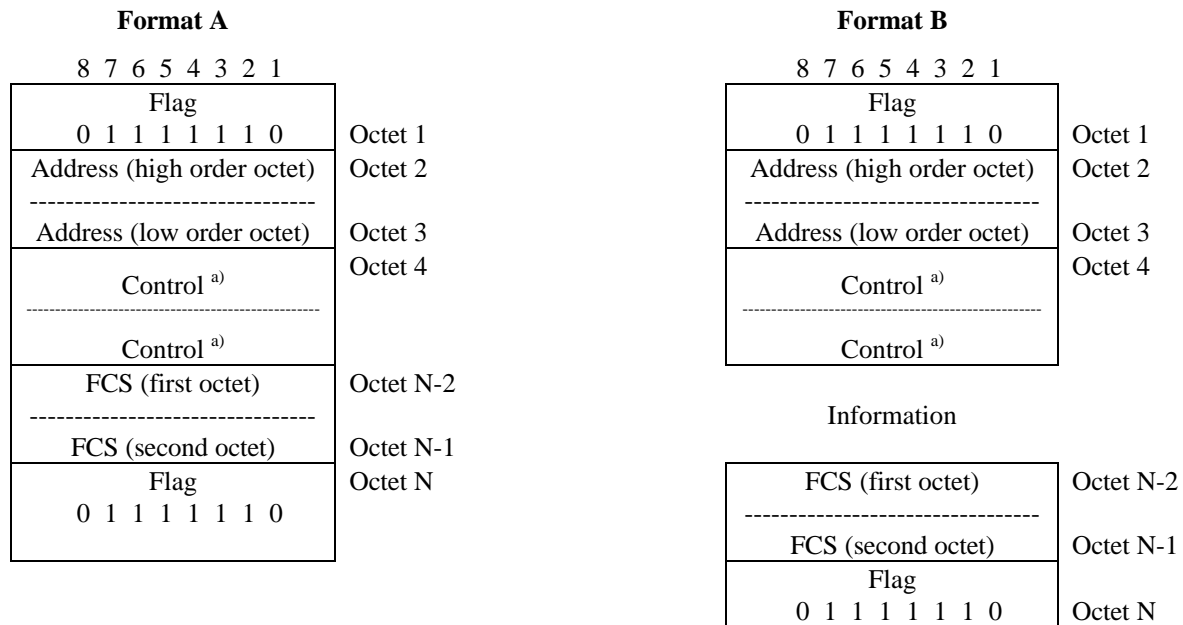 Format A
8 7 6 5 4 3 2 1
Flag
0 1 1 1 1 1 1 0 Octet 1
Address (high order octet) Octet 2
--------------------------------
Address (low order octet) Octet 3
Octet 4
Control a)
--------------------------------
Control a)
FCS (first octet) Octet N-2
--------------------------------
FCS (second octet) Octet N-1
Flag Octet N
0 1 1 1 1 1 1 0
Format B
8 7 6 5 4 3 2 1
Flag
0 1 1 1 1 1 1 0 Octet 1
Address (high order octet) Octet 2
--------------------------------
Address (low order octet) Octet 3
Octet 4
Control a)
--------------------------------
Control a)
Information
FCS (first octet) Octet N-2
--------------------------------
FCS (second octet) Octet N-1
Flag
0 1 1 1 1 1 1 0 Octet N